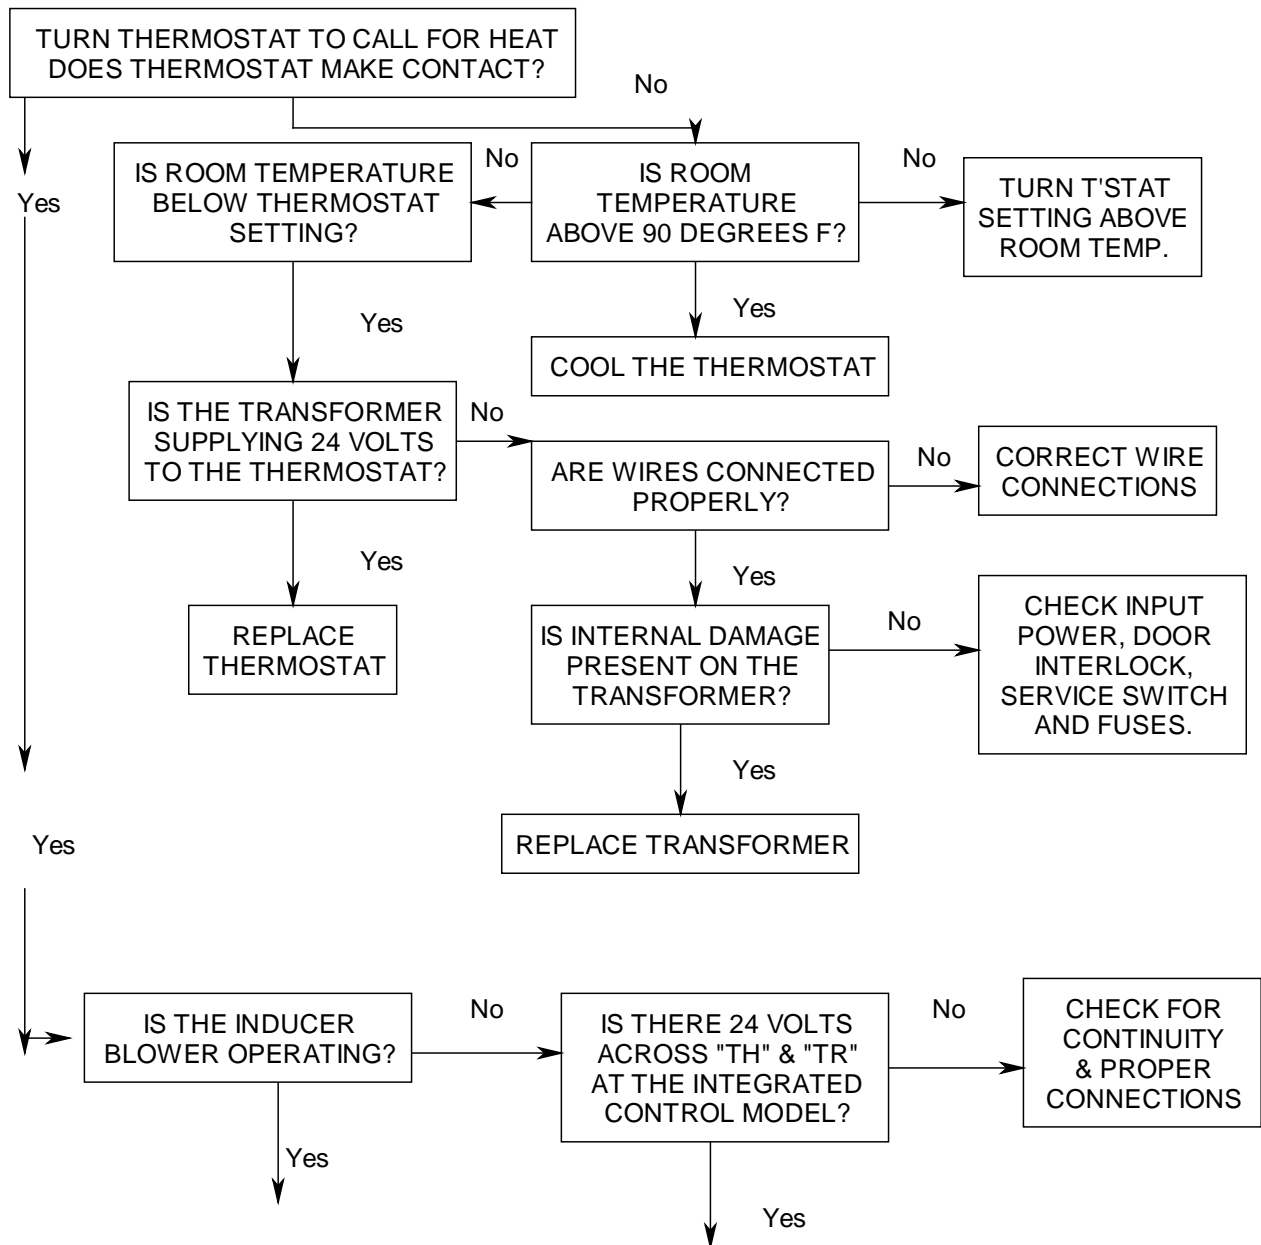 TURN THERMOSTAT TO CALL FOR HEAT
DOES THERMOSTAT MAKE CONTACT?
No
Yes
IS ROOM TEMPERATURE
BELOW THERMOSTAT
SETTING?
No
IS ROOM
TEMPERATURE
ABOVE 90 DEGREES F?
No
TURN T'STAT
SETTING ABOVE
ROOM TEMP.
Yes
Yes
COOL THE THERMOSTAT
IS THE TRANSFORMER
SUPPLYING 24 VOLTS
TO THE THERMOSTAT?
No
ARE WIRES CONNECTED
PROPERLY?
No
CORRECT WIRE
CONNECTIONS
Yes
Yes
REPLACE
THERMOSTAT
IS INTERNAL DAMAGE
PRESENT ON THE
TRANSFORMER?
No
CHECK INPUT
POWER, DOOR
INTERLOCK,
SERVICE SWITCH
AND FUSES.
Yes
REPLACE TRANSFORMER
Yes
IS THE INDUCER
BLOWER OPERATING?
No
IS THERE 24 VOLTS
ACROSS "TH" & "TR"
AT THE INTEGRATED
CONTROL MODEL?
No
CHECK FOR
CONTINUITY
& PROPER
CONNECTIONS
Yes
Yes